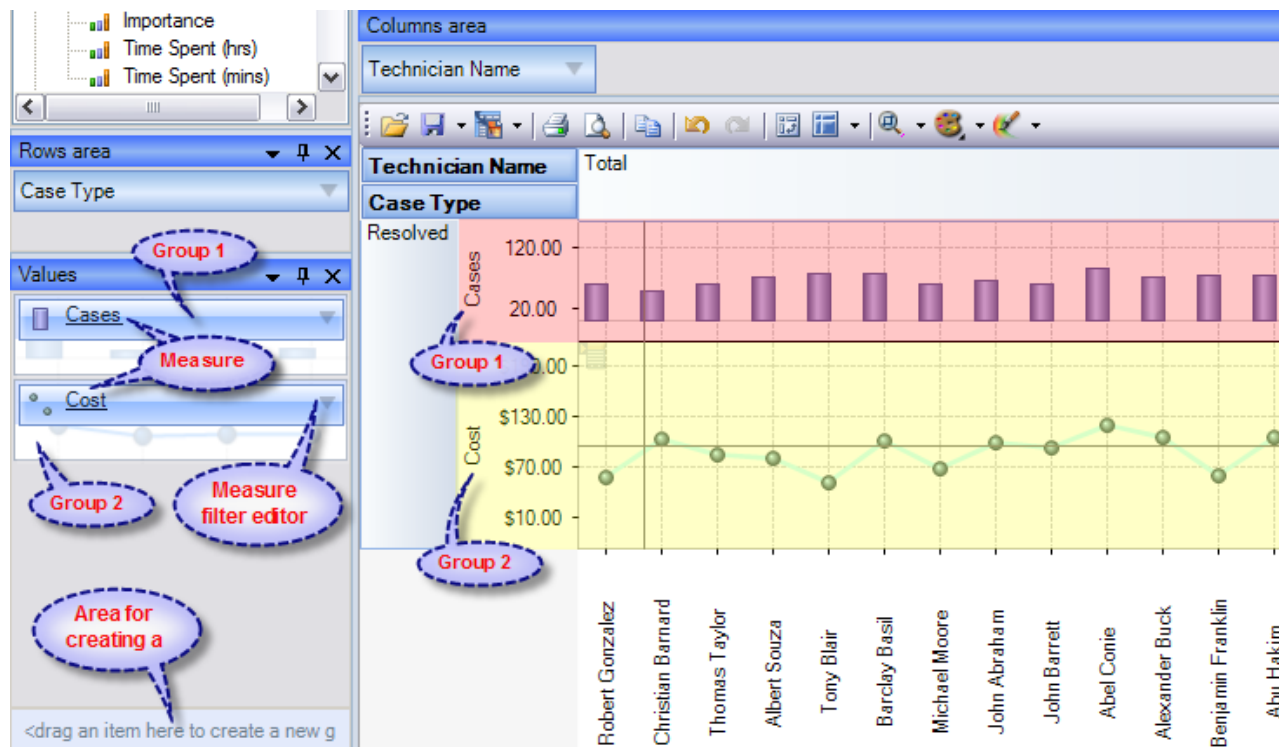 Importance
Time Spent (hrs)
Time Spent (mins)
Rows area
Case Type
Group 1
Values
Cases
Measure
Cost
Group 2
Measure
filter editor
Area for
creating a
<drag an item here to create a new g
Columns area
Technician Name
Technician Name
Total
Case Type
Resolved
Cases
120.00
20.00
Group 1
Cost
$130.00
$70.00
$10.00
Group 2
Robert Gonzalez
Christian Barnard
Thomas Taylor
Albert Souza
Tony Blair
Barclay Basil
Michael Moore
John Abraham
John Barrett
Abel Conie
Alexander Buck
Benjamin Franklin
Abu Hakim